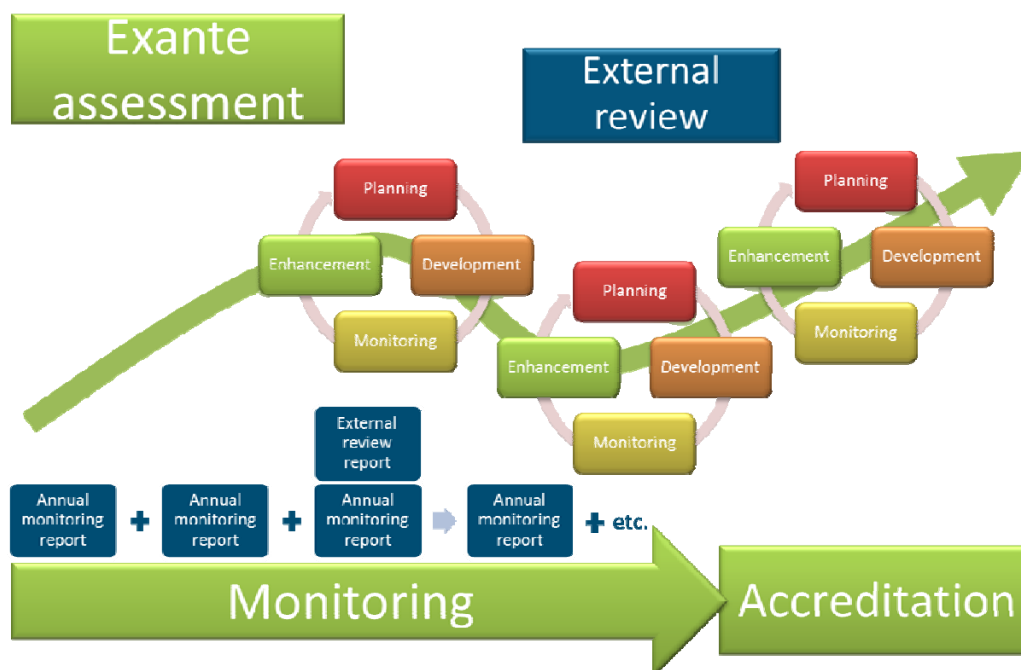 Exante
assessment
External
review
Planning
Enhancement
Development
Monitoring
Planning
Enhancement
Development
Monitoring
Planning
Enhancement
Development
Monitoring
External
review
report
Annual
monitoring
report
+
Annual
monitoring
report
+
Annual
monitoring
report
Annual
monitoring
report
+ etc.
Monitoring
Accreditation